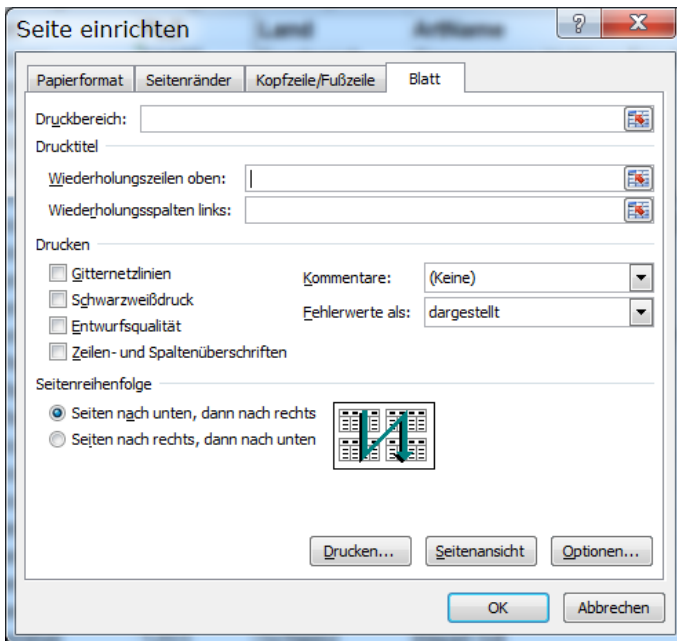 Seite einrichten
Papierformat Seitenränder Kopfzeile/Fußzeile Blatt
Druckbereich:
Drucktitel
Wiederholungszeilen oben:
Wiederholungsspalten links:
Drucken
Gitternetzlinien Kommentare: (Keine)
Schwarzweißdruck
Fehlerwerte als: dargestellt
Entwurfsqualität
Zeilen- und Spaltenüberschriften
Seitenreihenfolge
Seiten nach unten, dann nach rechts
Seiten nach rechts, dann nach unten
Drucken... Seitenansicht Optionen...
OK Abbrechen